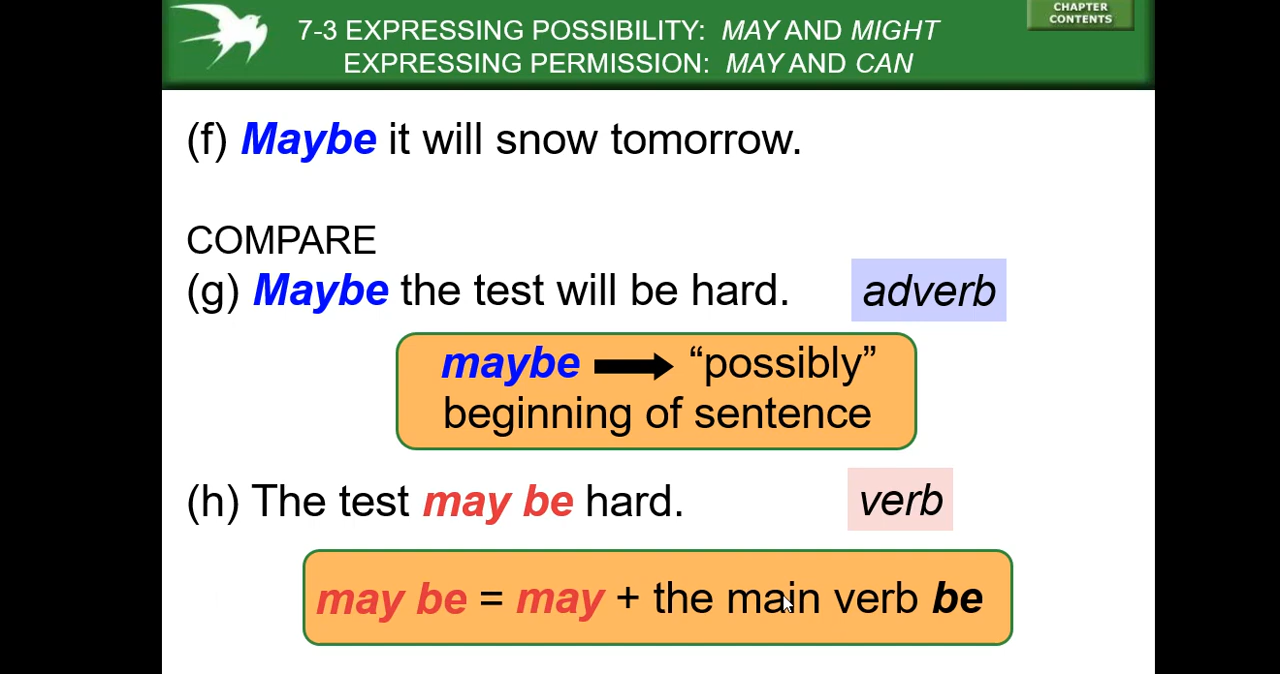 CHAPTER
CONTENTS
7-3 EXPRESSING POSSIBILITY: MAY AND MIGHT
EXPRESSING PERMISSION: MAY AND CAN
(f) Maybe it will snow tomorrow.
COMPARE
(g) Maybe the test will be hard. adverb
maybe → “possibly”
beginning of sentence
(h) The test may be hard. verb
may be = may + the main verb be